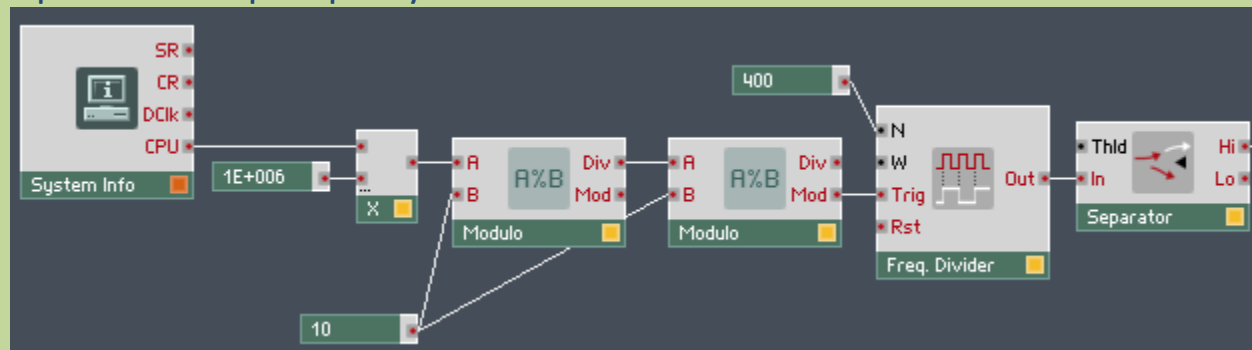 SR
CR
DClk
CPU
System Info
1E+006
...
X
A
B
A%B
Div
Mod
Modulo
10
A
B
A%B
Div
Mod
Modulo
400
N
W
Trig
Rst
Out
Freq. Divider
Thld
In
Hi
Lo
Separator